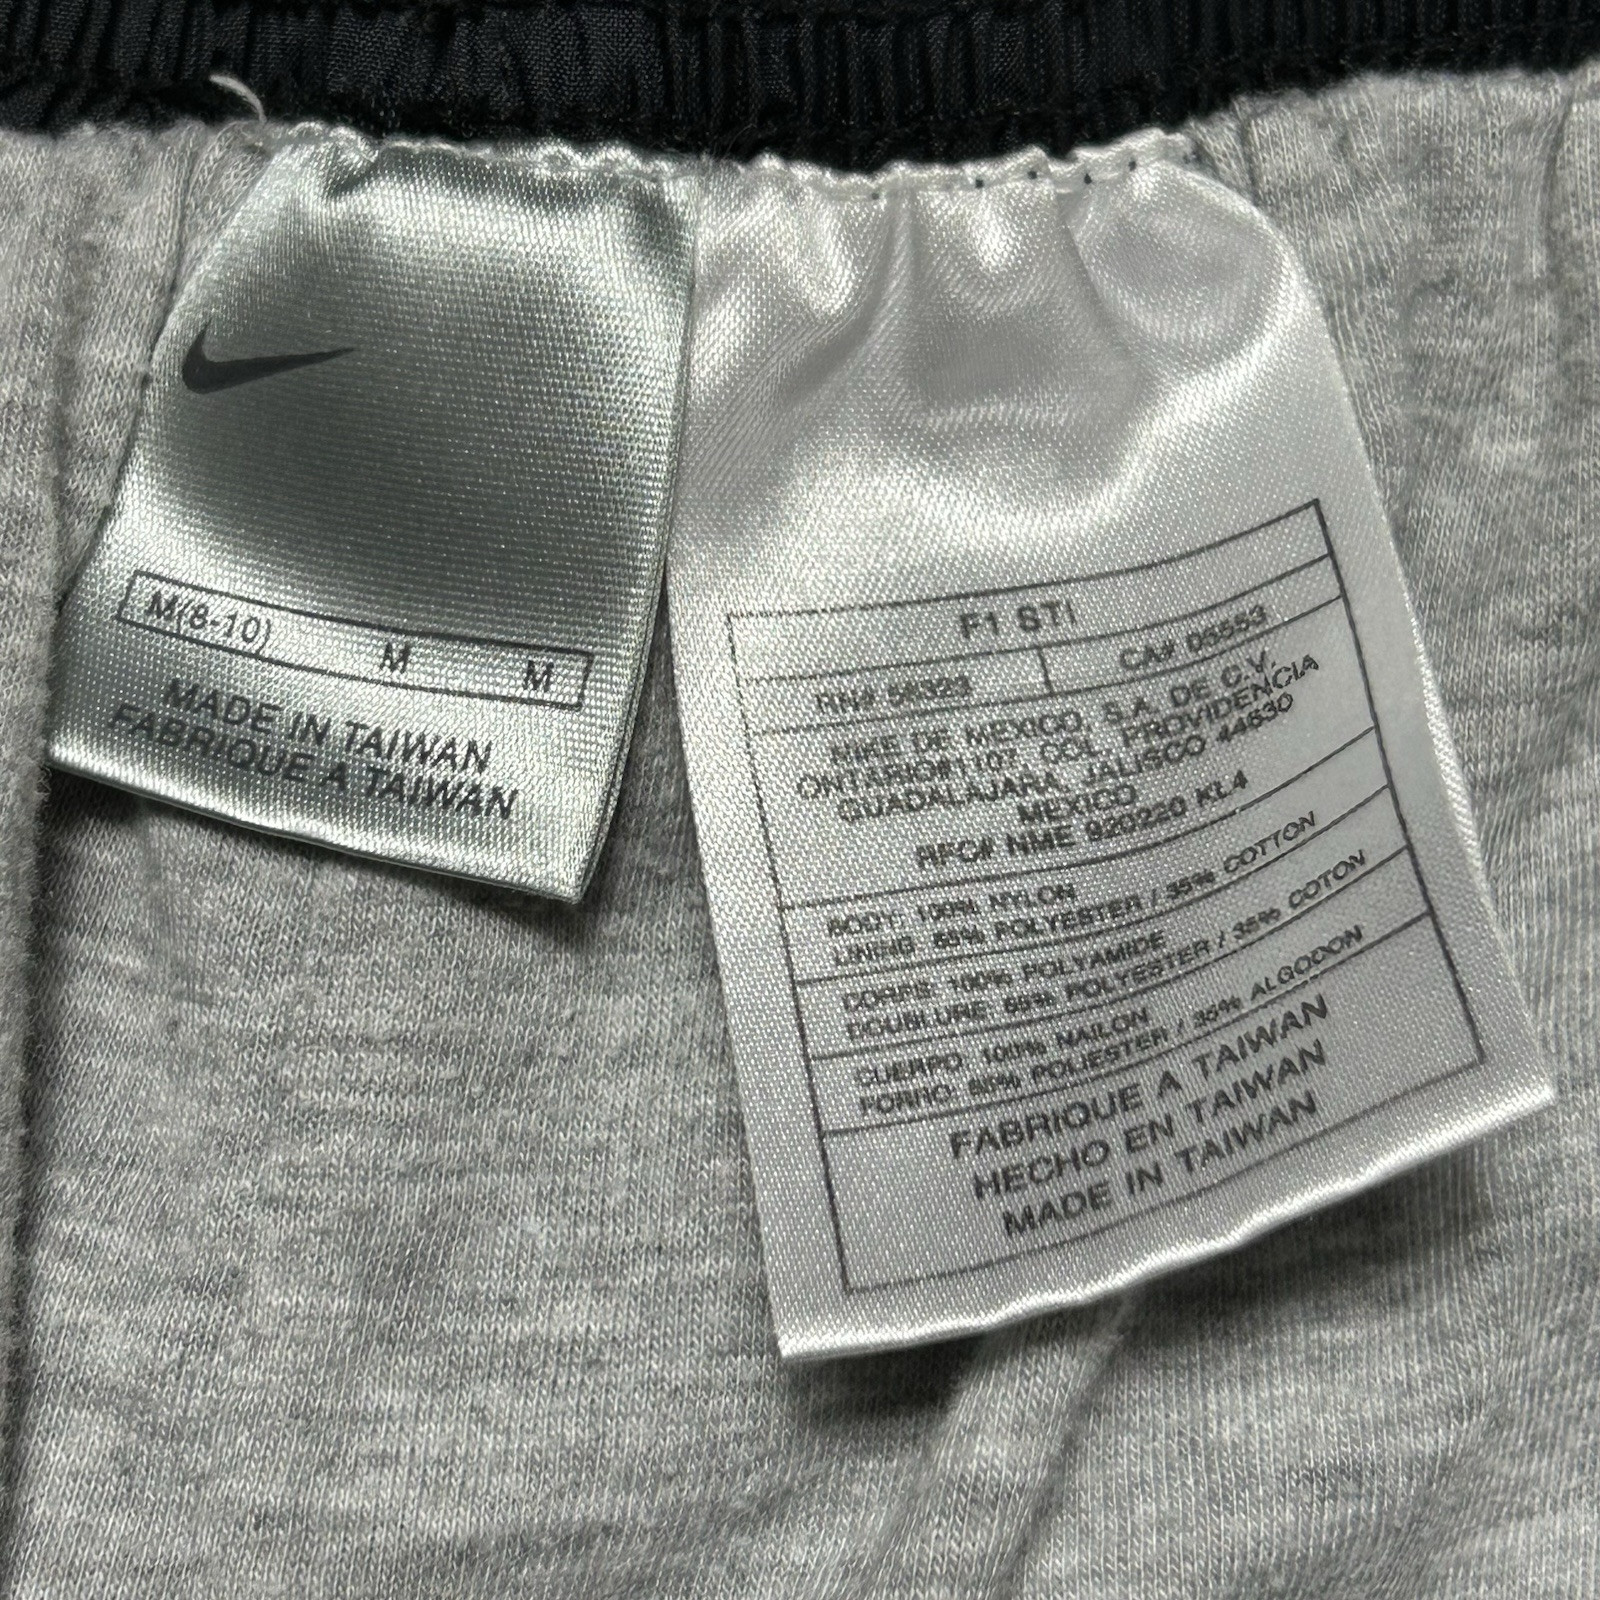 M(8-10) M M
MADE IN TAIWAN
FABRIQUE A TAIWAN
F1 STI
RN# 56323 CA# 05553
NIKE DE MEXICO, S.A. DE C.V.
ONTARIO#1107, COL. PROVIDENCIA
GUADALAJARA, JALISCO 44630
MEXICO
RFC# NME 920220 KL4
BODY: 100% NYLON
LINING: 65% POLYESTER / 35% COTTON
CORPS: 100% POLYAMIDE
DOUBLURE: 65% POLYESTER / 35% COTON
CUERPO: 100% NAILON
FORRO: 65% POLIESTER / 35% ALGODON
FABRIQUE A TAIWAN
HECHO EN TAIWAN
MADE IN TAIWAN